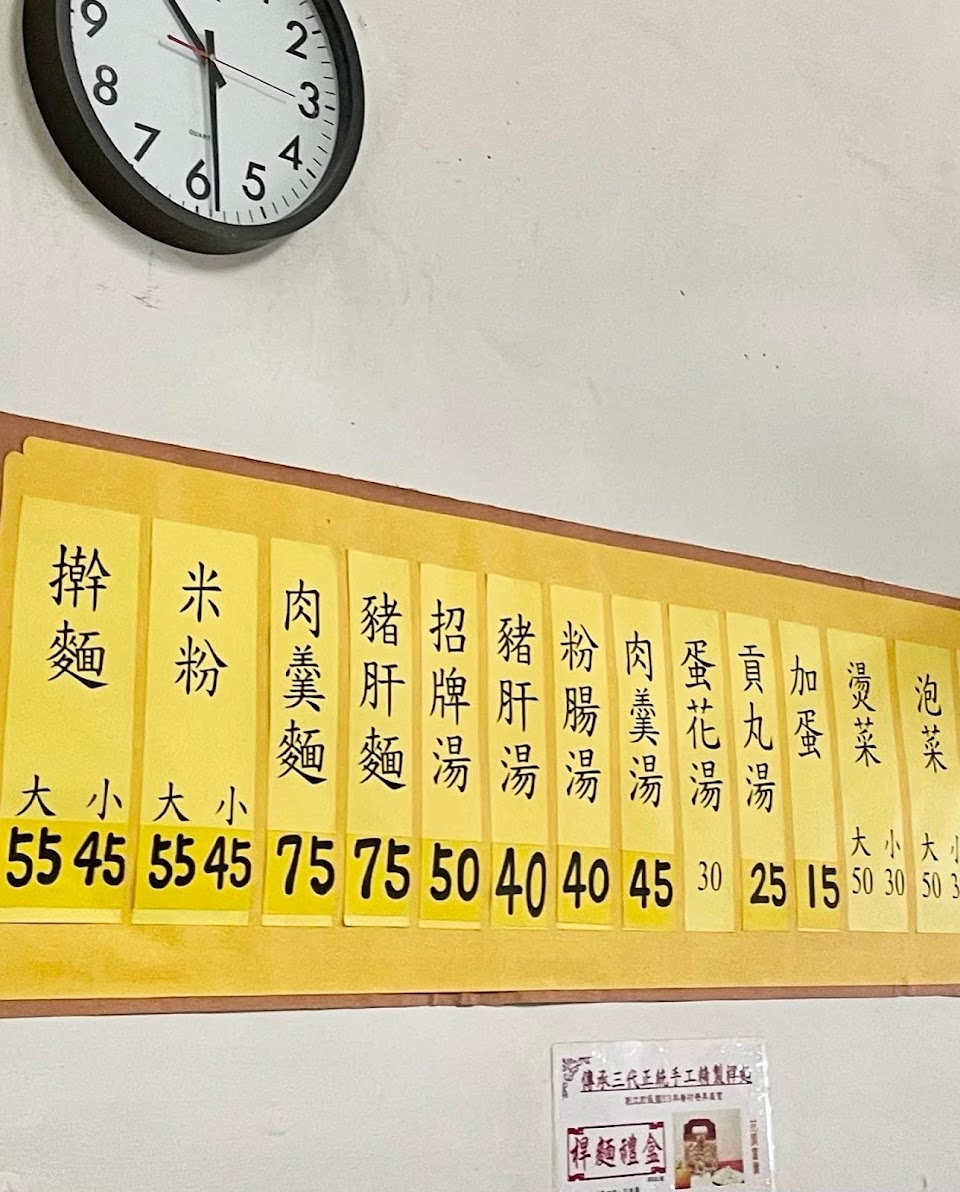 9
2
8
3
7
4
6
5
QUARTZ
擀麵
大 小
55 45
米粉
大 小
55 45
肉羹麵
75
豬肝麵
75
招牌湯
50
豬肝湯
40
粉腸湯
40
肉羹湯
45
蛋花湯
30
貢丸湯
25
加蛋
15
燙菜
大 小
50 30
泡菜
大 小
50 3
傳承三代正統手工精製桿麵
桿麵禮盒